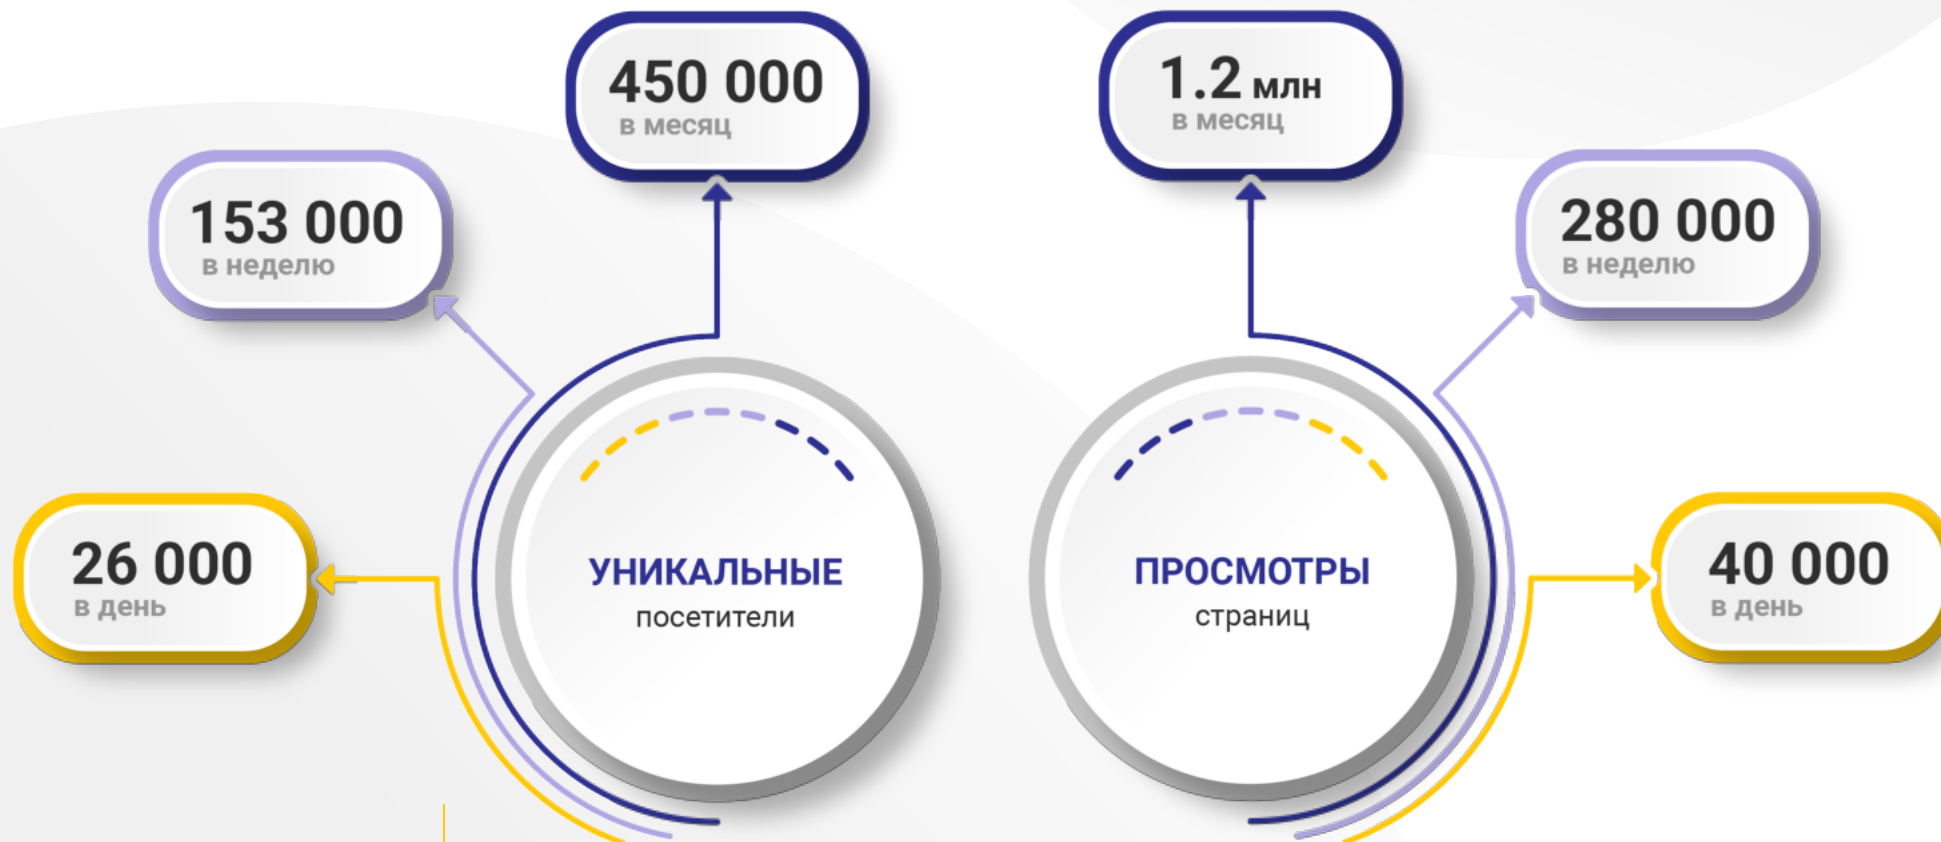 450 000
в месяц
153 000
в неделю
26 000
в день
УНИКАЛЬНЫЕ
посетители
1.2 млн
в месяц
280 000
в неделю
40 000
в день
ПРОСМОТРЫ
страниц